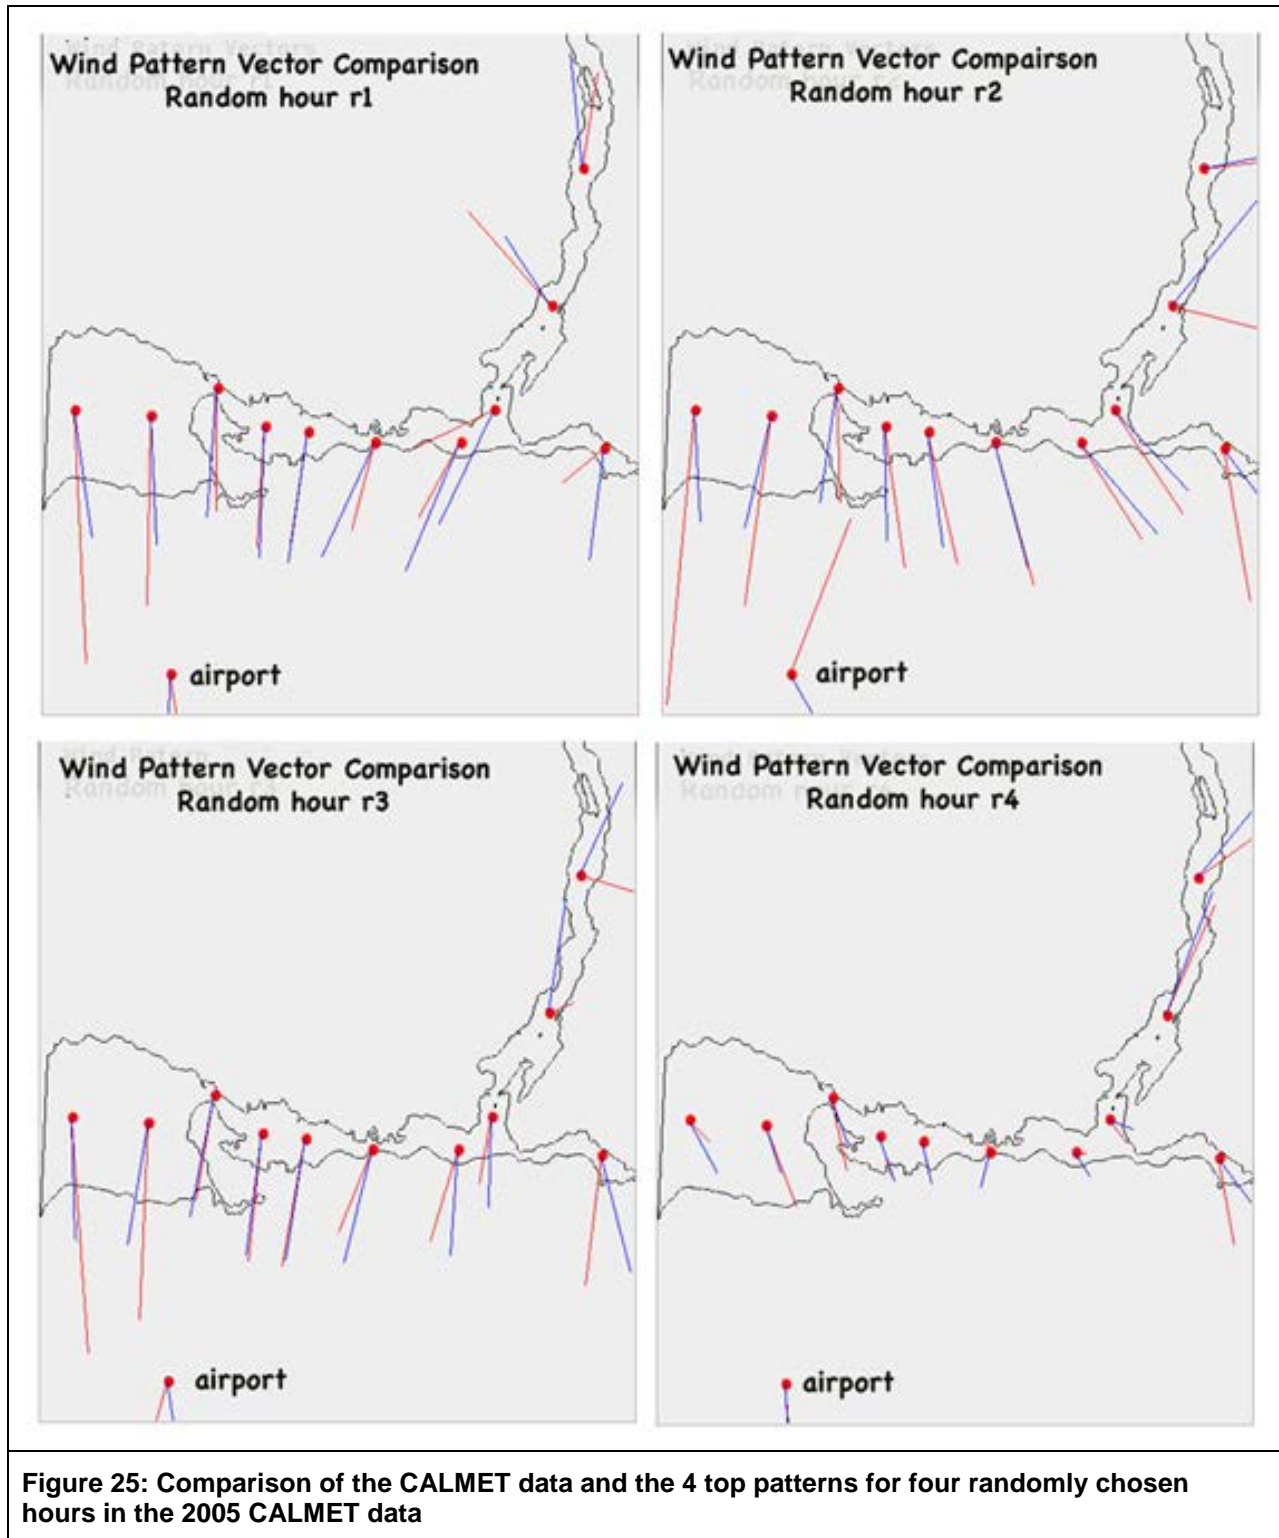 Wind Pattern Vector Comparison
Random hour r1
airport
Wind Pattern Vector Compairson
Random hour r2
airport
Wind Pattern Vector Comparison
Random hour r3
airport
Wind Pattern Vector Comparison
Random hour r4
airport
Figure 25: Comparison of the CALMET data and the 4 top patterns for four randomly chosen
hours in the 2005 CALMET data